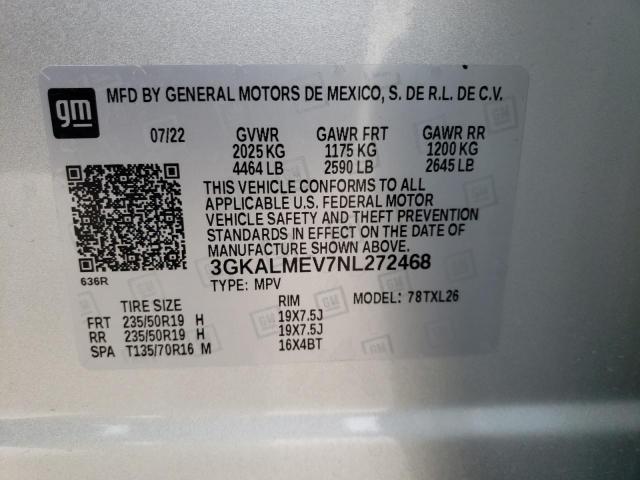 gm
MFD BY GENERAL MOTORS DE MEXICO, S. DE R.L. DE C.V.
07/22 GVWR GAWR FRT GAWR RR
2025 KG 1175 KG 1200 KG
4464 LB 2590 LB 2645 LB
THIS VEHICLE CONFORMS TO ALL
APPLICABLE U.S. FEDERAL MOTOR
VEHICLE SAFETY AND THEFT PREVENTION
STANDARDS IN EFFECT ON THE DATE OF
MANUFACTURE SHOWN ABOVE.
3GKALMEV7NL272468
636R
TYPE: MPV MODEL: 78TXL26
TIRE SIZE RIM
FRT 235/50R19 H 19X7.5J
RR 235/50R19 H 19X7.5J
SPA T135/70R16 M 16X4BT